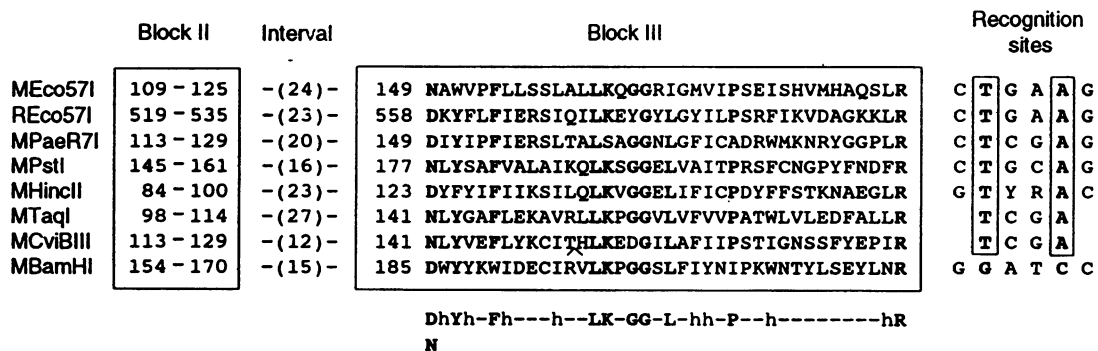 Block II Interval Block III Recognition sites
MEco57I 109 - 125 -(24)- 149 NAWVPFLLSSLALLKQGGRIGMVIPSEISHVMHAQSLR C T G A A G
REco57I 519 - 535 -(23)- 558 DKYFLFIERSIQILKEYGYLGYILPSRFIKVDAGKKLR C T G A A G
MPaeR7I 113 - 129 -(20)- 149 DIYIPFIERSLTALSAGGNLGFICADRWMKNRYGGPLR C T C G A G
MPstI 145 - 161 -(16)- 177 NLYSAFVALAIKQLKSGGELVAITPRSFCNGPYFNDFR C T G C A G
MHincII 84 - 100 -(23)- 123 DYFYIFIIKSILQLKVGGELIFICPDYFFSTKNAEGLR G T Y R A C
MTaqI 98 - 114 -(27)- 141 NLYGAFLEKAVRLLKPGGVLVFVVPATWLVLEDFALLR T C G A
MCviBIII 113 - 129 -(12)- 141 NLYVEFLYKCITHLKEDGILAFIIPSTIGNSSFYEPIR T C G A
MBamHI 154 - 170 -(15)- 185 DWYYKWIDECIRVLKPGGSLFIYNIPKWNTYLSEYLNR G G A T C C
DhYh-Fh----h--LK-GG-L-hh-P--h---------hR
N